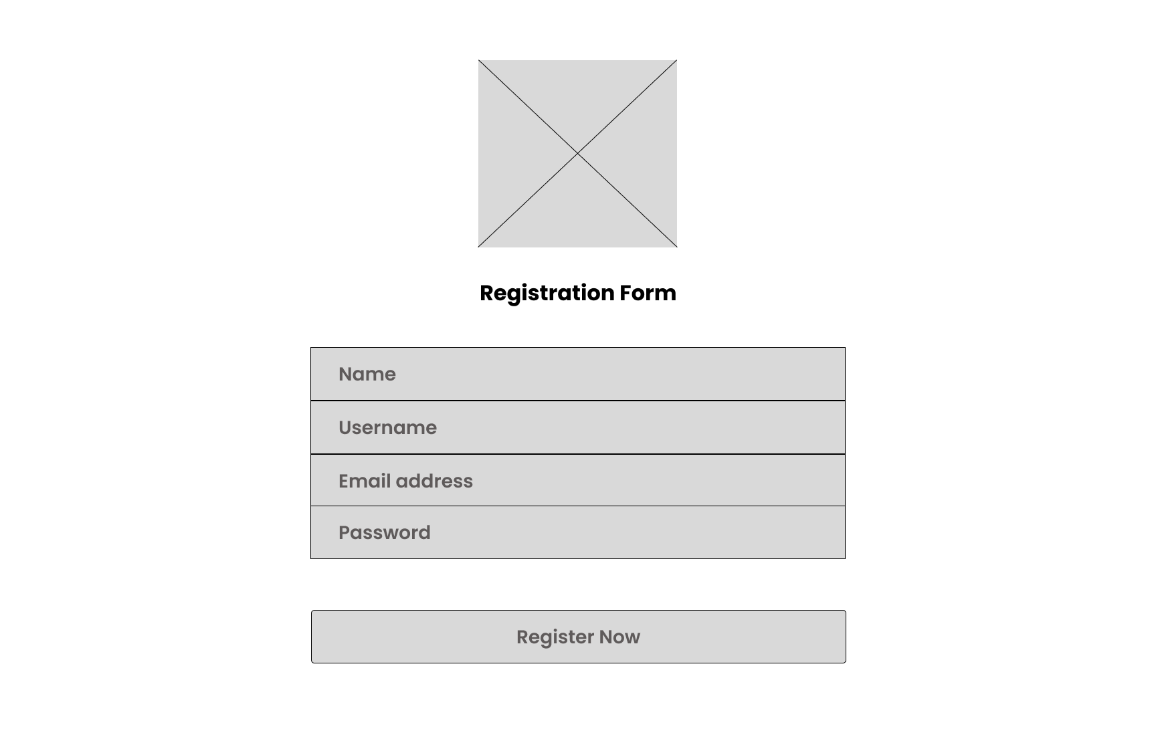 Registration Form
Name
Username
Email address
Password
Register Now